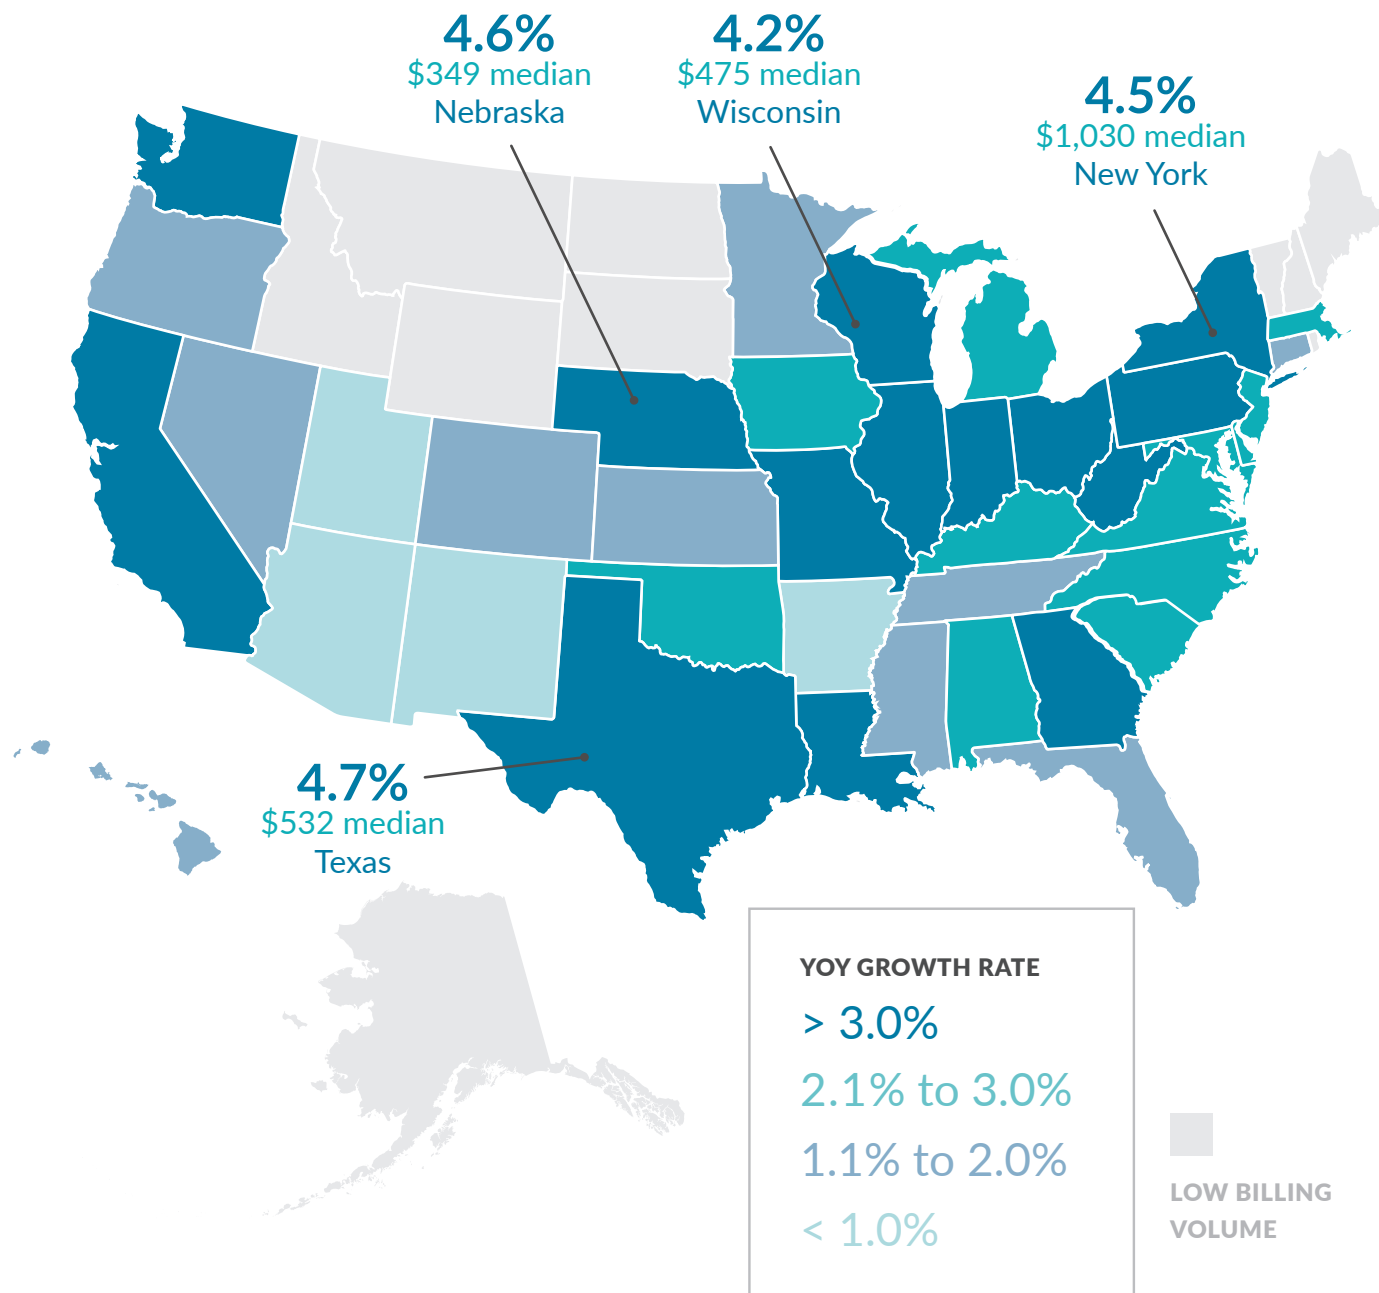 4.6%
$349 median
Nebraska
4.2%
$475 median
Wisconsin
4.5%
$1,030 median
New York
4.7%
$532 median
Texas
YOY GROWTH RATE
> 3.0%
2.1% to 3.0%
1.1% to 2.0%
< 1.0%
LOW BILLING
VOLUME